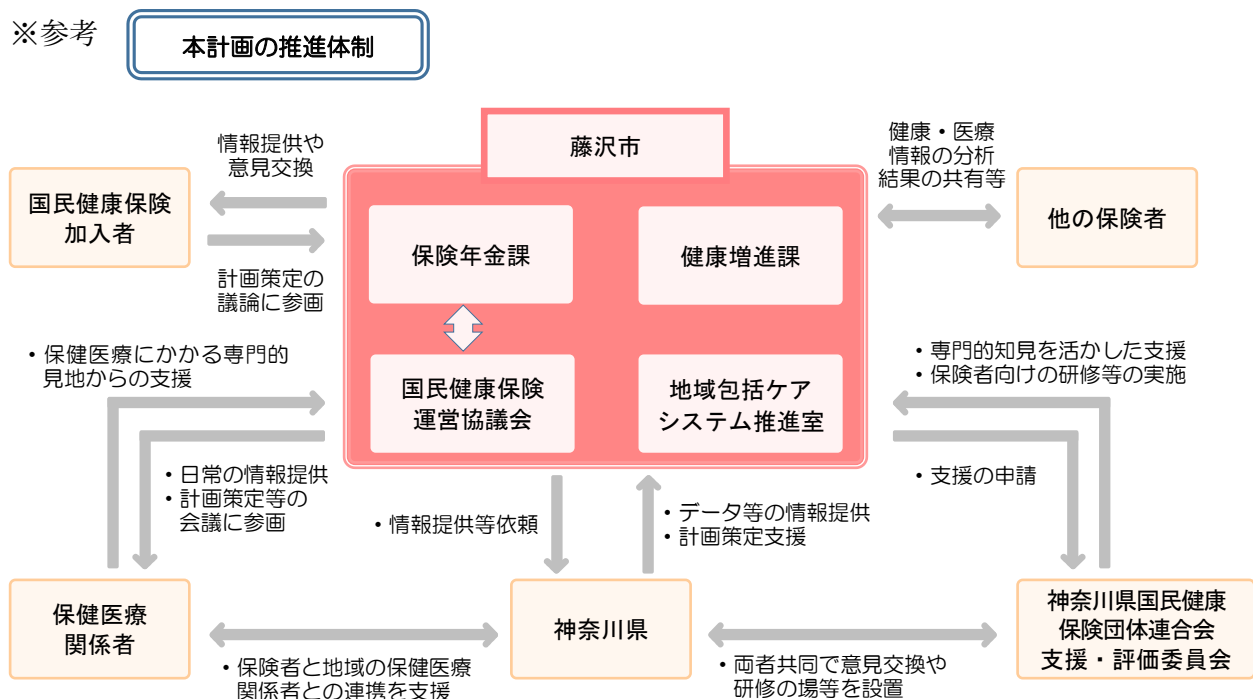 ※参考
本計画の推進体制
藤沢市
情報提供や
意見交換
国民健康保険
加入者
計画策定の
議論に参画
健康・医療
情報の分析
結果の共有等
他の保険者
保険年金課
健康増進課
国民健康保険
運営協議会
地域包括ケア
システム推進室
・保健医療にかかる専門的
見地からの支援
・専門的知見を活かした支援
・保険者向けの研修等の実施
・日常の情報提供
・計画策定等の
会議に参画
・情報提供等依頼
・データ等の情報提供
・計画策定支援
・支援の申請
保健医療
関係者
神奈川県
神奈川県国民健康
保険団体連合会
支援・評価委員会
・保険者と地域の保健医療
関係者との連携を支援
・両者共同で意見交換や
研修の場等を設置